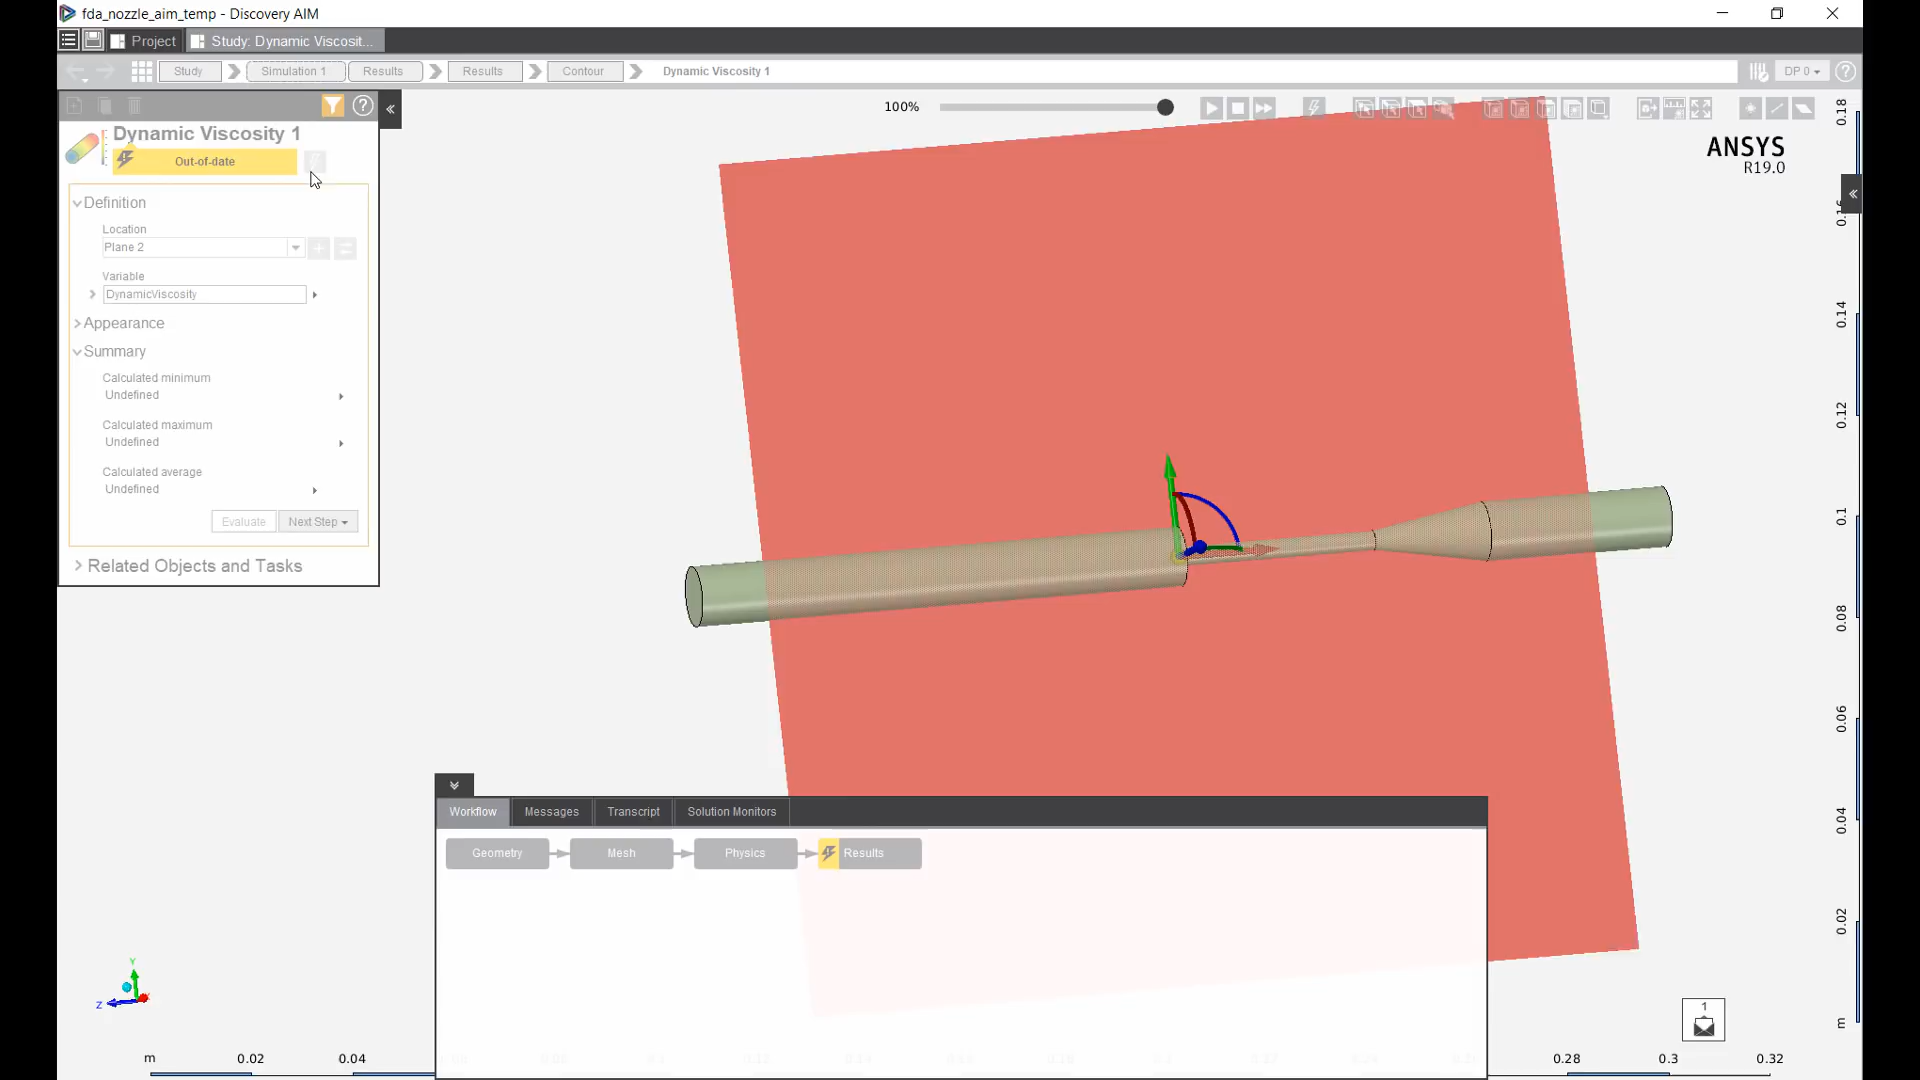 fda_nozzle_aim_temp - Discovery AIM
Project
Study: Dynamic Viscosit...
Study
Simulation 1
Results
Results
Contour
Dynamic Viscosity 1
DP 0
?
?
100%
Dynamic Viscosity 1
Out-of-date
Definition
Location
Plane 2
Variable
DynamicViscosity
Appearance
Summary
Calculated minimum
Undefined
Calculated maximum
Undefined
Calculated average
Undefined
Evaluate
Next Step
Related Objects and Tasks
ANSYS
R19.0
0.18
0.14
0.12
0.1
0.08
0.06
0.04
0.02
m
Workflow
Messages
Transcript
Solution Monitors
Geometry
Mesh
Physics
Results
Y
Z
1
m
0.02
0.04
0.28
0.3
0.32